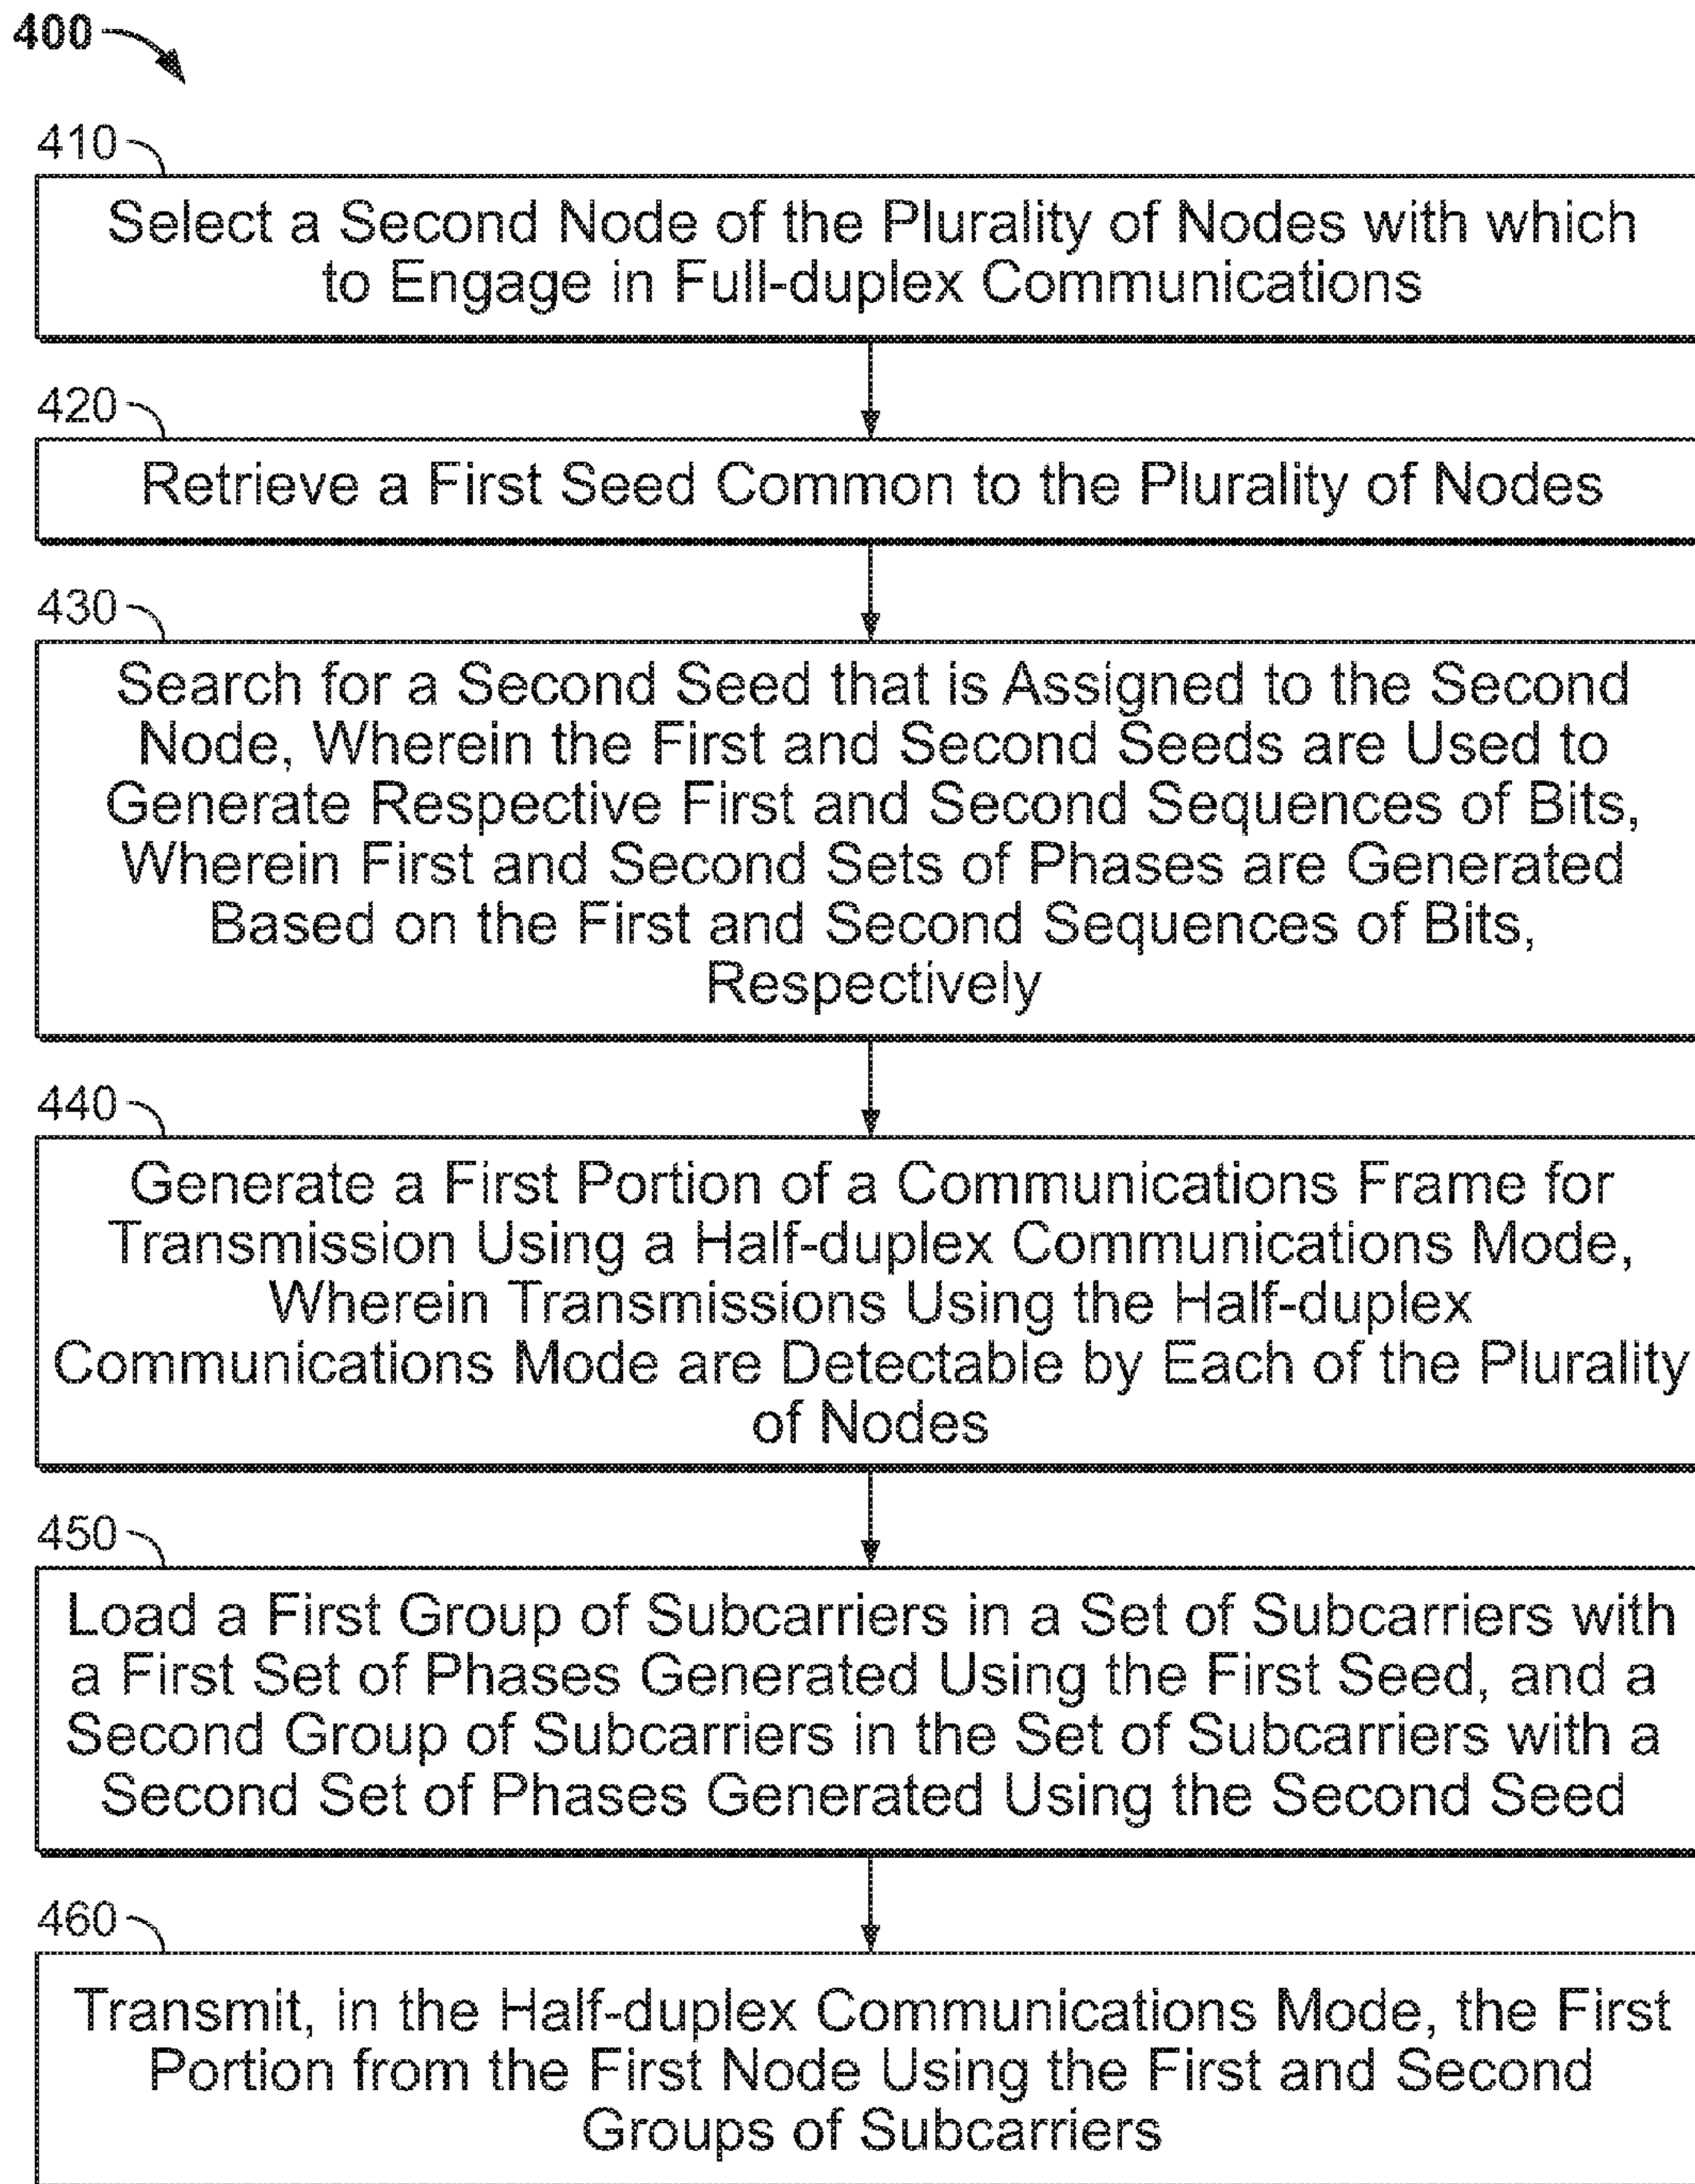 400
410
Select a Second Node of the Plurality of Nodes with which
to Engage in Full-duplex Communications
420
Retrieve a First Seed Common to the Plurality of Nodes
430
Search for a Second Seed that is Assigned to the Second
Node, Wherein the First and Second Seeds are Used to
Generate Respective First and Second Sequences of Bits,
Wherein First and Second Sets of Phases are Generated
Based on the First and Second Sequences of Bits,
Respectively
440
Generate a First Portion of a Communications Frame for
Transmission Using a Half-duplex Communications Mode,
Wherein Transmissions Using the Half-duplex
Communications Mode are Detectable by Each of the Plurality
of Nodes
450
Load a First Group of Subcarriers in a Set of Subcarriers with
a First Set of Phases Generated Using the First Seed, and a
Second Group of Subcarriers in the Set of Subcarriers with a
Second Set of Phases Generated Using the Second Seed
460
Transmit, in the Half-duplex Communications Mode, the First
Portion from the First Node Using the First and Second
Groups of Subcarriers